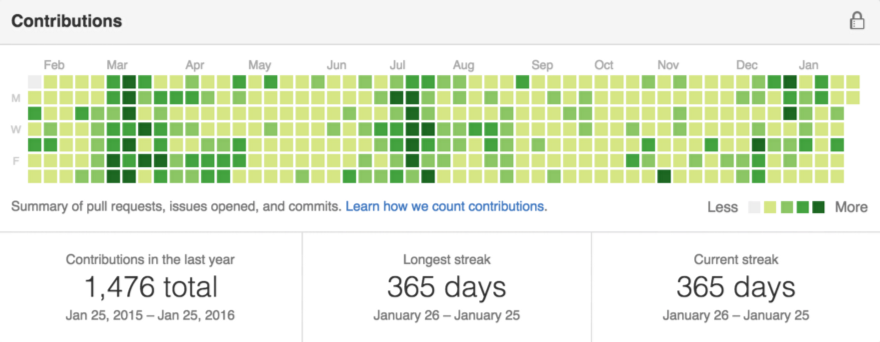 Contributions
Feb Mar Apr May Jun Jul Aug Sep Oct Nov Dec Jan
M
W
F
Summary of pull requests, issues opened, and commits. Learn how we count contributions.
Less More
Contributions in the last year
1,476 total
Jan 25, 2015 – Jan 25, 2016
Longest streak
365 days
January 26 – January 25
Current streak
365 days
January 26 – January 25